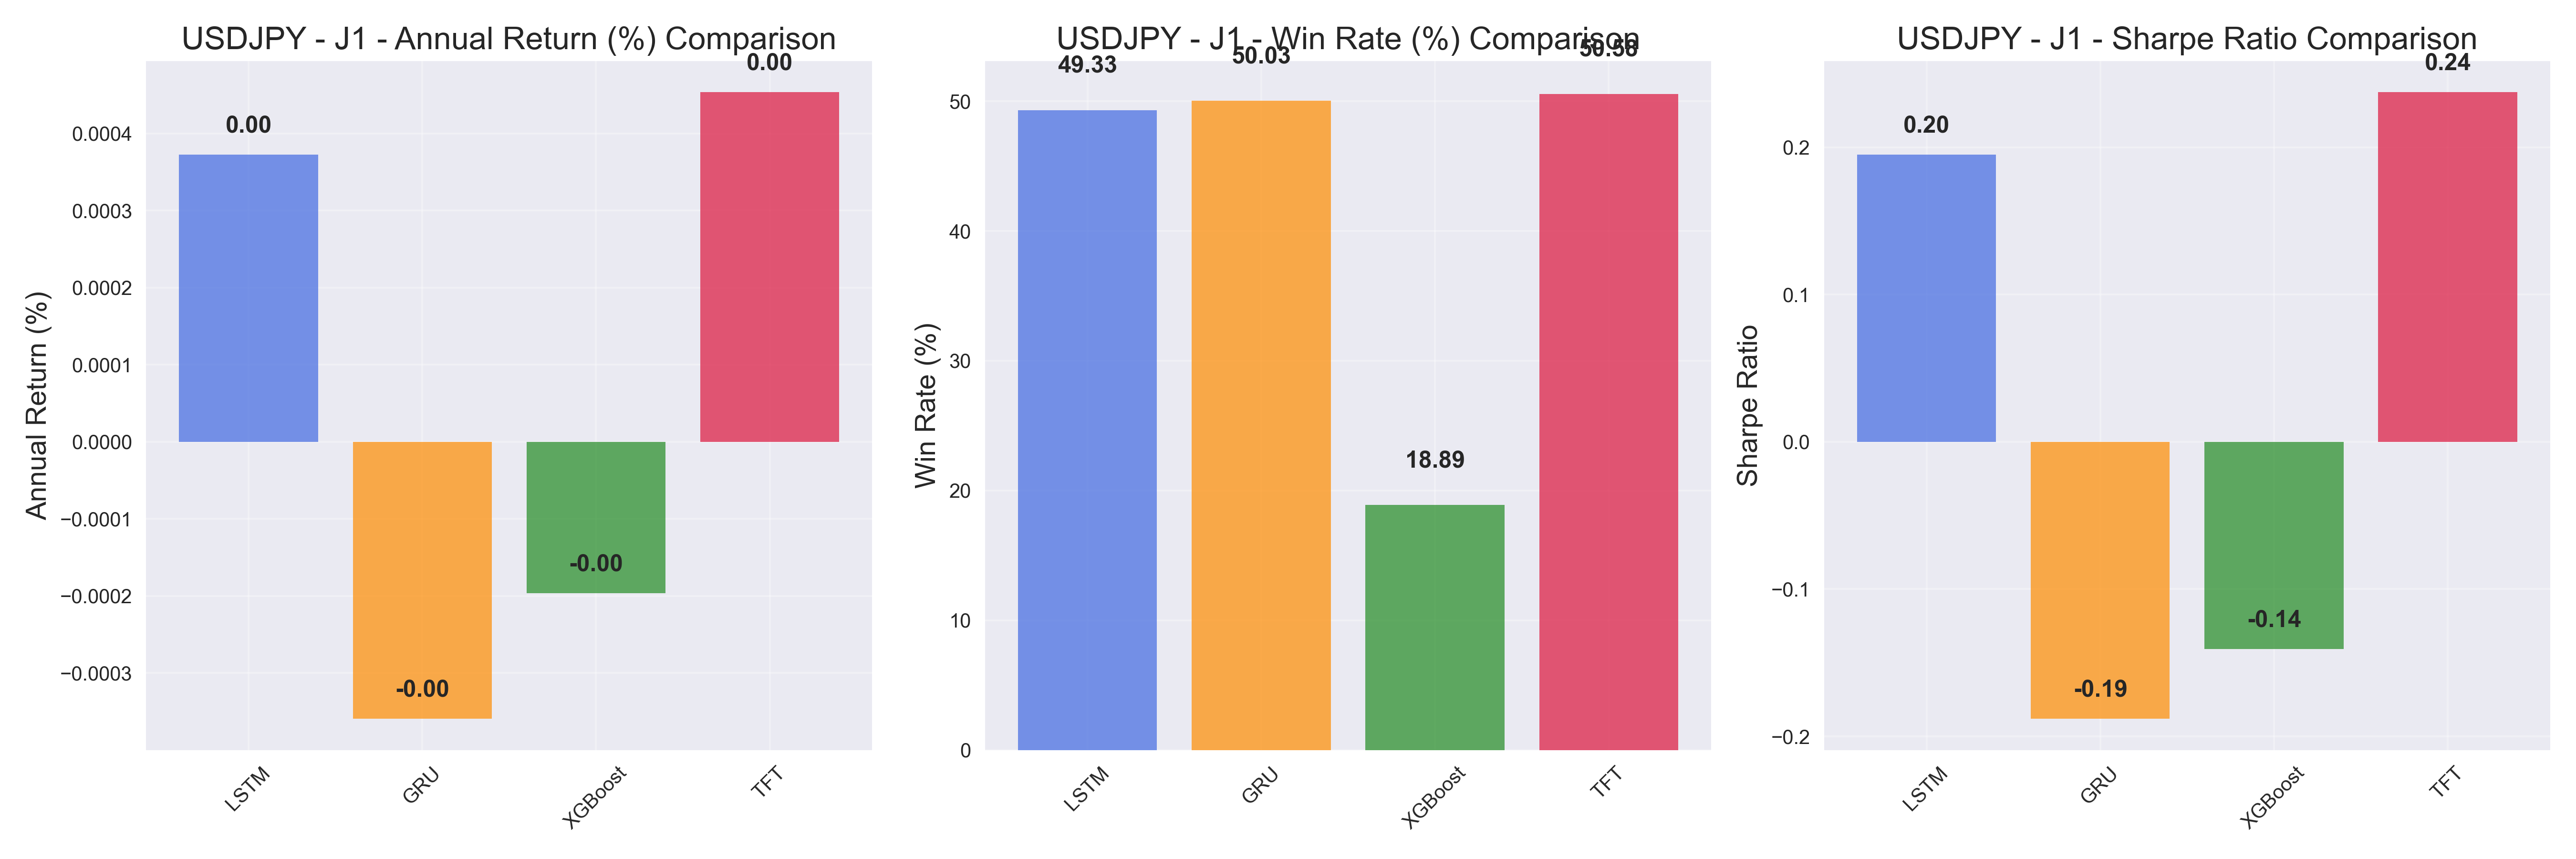 USDJPY - J1 - Annual Return (%) Comparison
Annual Return (%)
0.0004
0.0003
0.0002
0.0001
0.0000
−0.0001
−0.0002
−0.0003
0.00
-0.00
-0.00
0.00
LSTM
GRU
XGBoost
TFT
USDJPY - J1 - Win Rate (%) Comparison
Win Rate (%)
50
40
30
20
10
0
49.33
50.03
18.89
50.58
LSTM
GRU
XGBoost
TFT
USDJPY - J1 - Sharpe Ratio Comparison
Sharpe Ratio
0.2
0.1
0.0
−0.1
−0.2
0.20
-0.19
-0.14
0.24
LSTM
GRU
XGBoost
TFT